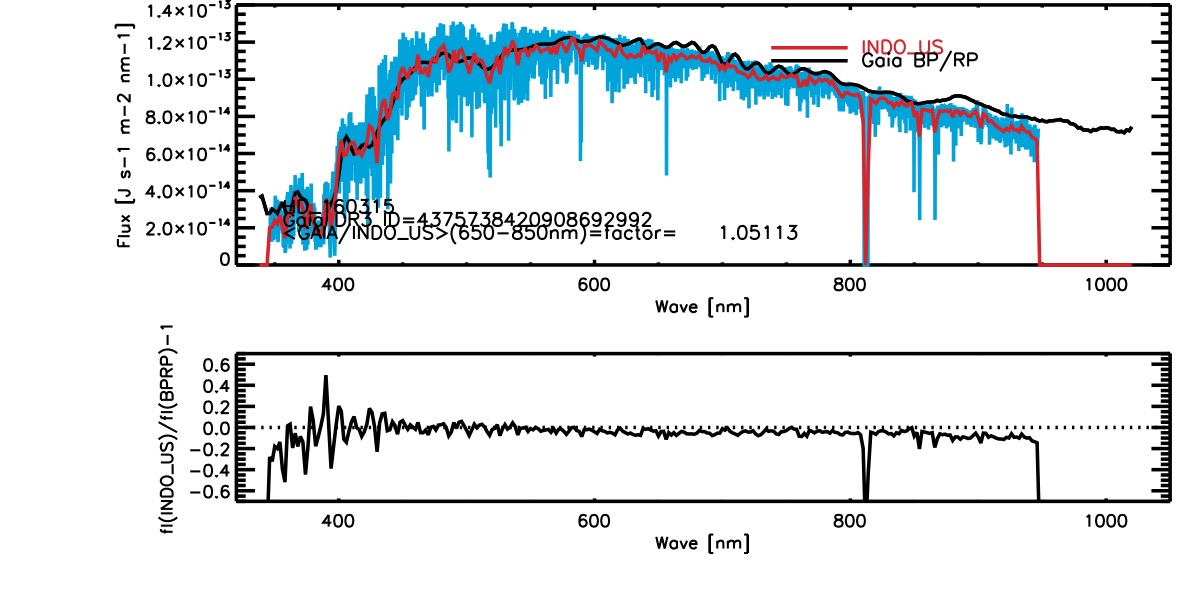 1.4×10−13
1.2×10−13
1.0×10−13
8.0×10−14
6.0×10−14
4.0×10−14
2.0×10−14
0
Flux [J s−1 m−2 nm−1]
INDO_US
Gaia BP/RP
HD_160315
Gaia/DR3_ID=4375738420908692992
<GAIA/INDO_US>(650−850nm)=factor= 1.05113
400 600 800 1000
Wave [nm]
0.6
0.4
0.2
0.0
−0.2
−0.4
−0.6
fl(INDO_US)/fl(BPRP)−1
400 600 800 1000
Wave [nm]